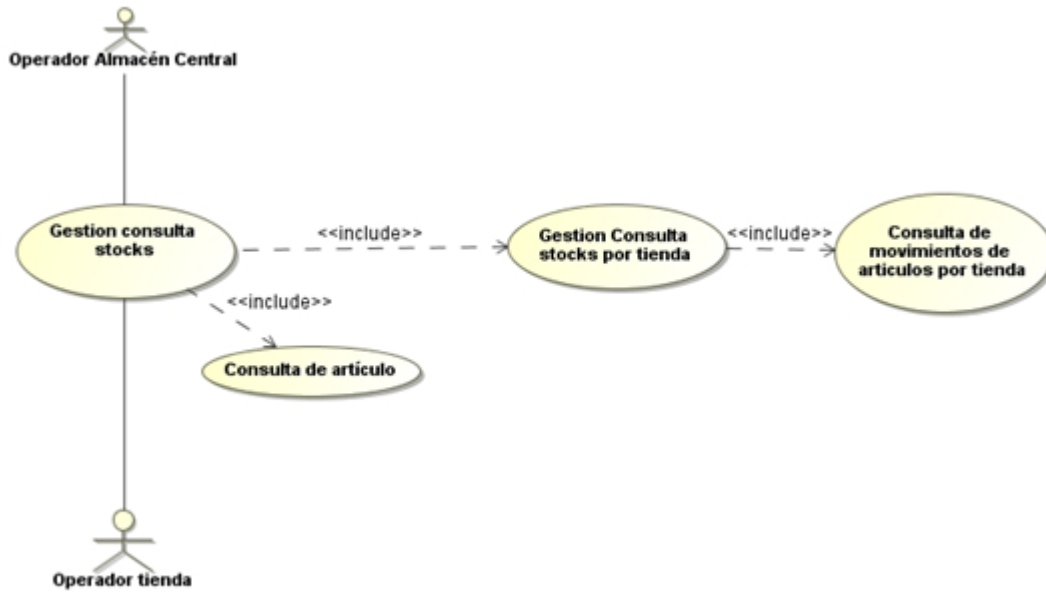 Operador Almacén Central
Gestion consulta
stocks
<<include>>
Gestion Consulta
stocks por tienda
<<include>>
Consulta de
movimientos de
articulos por tienda
<<include>>
Consulta de artículo
Operador tienda